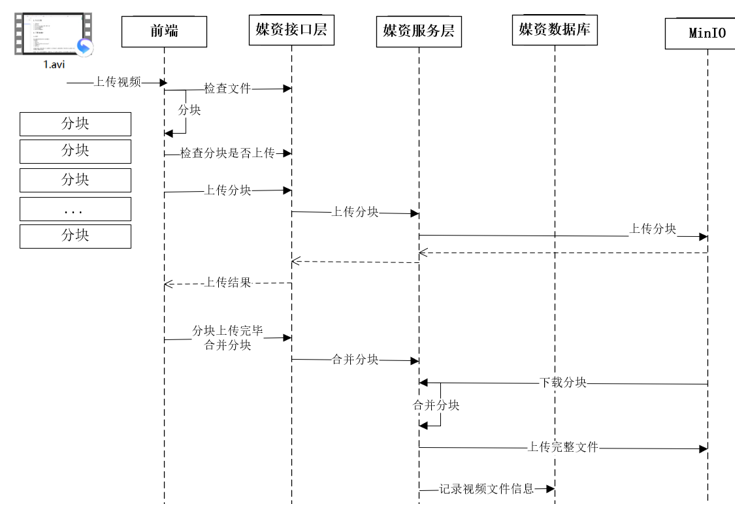 前端
媒资接口层
媒资服务层
媒资数据库
MinIO
1.avi
上传视频
检查文件
分块
分块
分块
检查分块是否上传
分块
上传分块
...
上传分块
分块
上传分块
上传结果
分块上传完毕
合并分块
合并分块
下载分块
合并分块
上传完整文件
记录视频文件信息